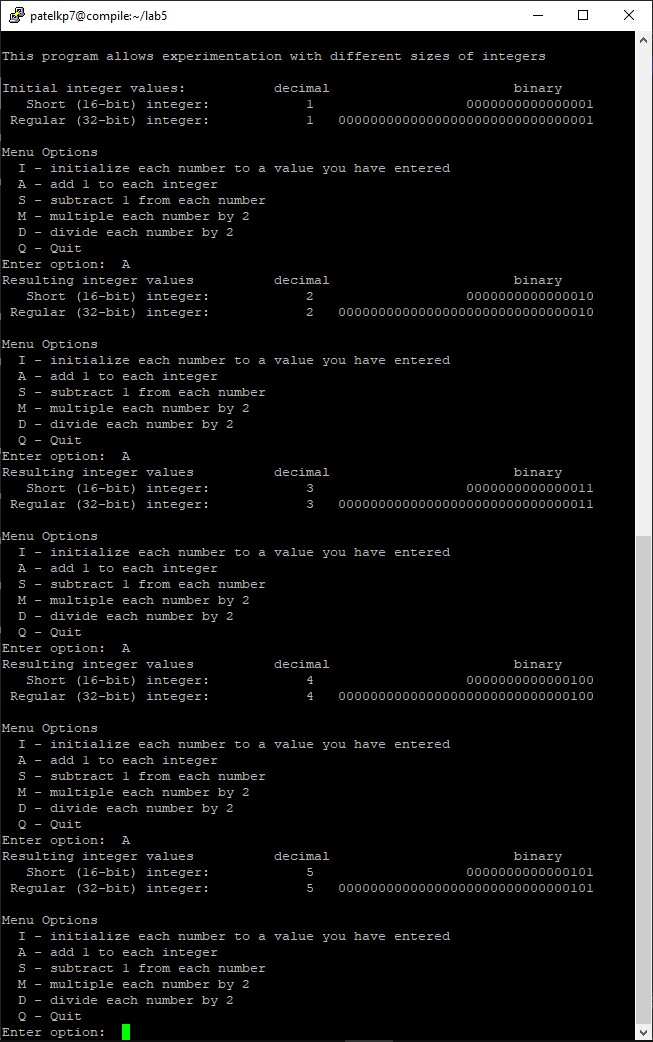 patelkp7@compile:~/lab5
This program allows experimentation with different sizes of integers
Initial integer values: decimal binary
Short (16-bit) integer: 1 0000000000000001
Regular (32-bit) integer: 1 00000000000000000000000000000001
Menu Options
I - initialize each number to a value you have entered
A - add 1 to each integer
S - subtract 1 from each number
M - multiple each number by 2
D - divide each number by 2
Q - Quit
Enter option: A
Resulting integer values decimal binary
Short (16-bit) integer: 2 0000000000000010
Regular (32-bit) integer: 2 00000000000000000000000000000010
Menu Options
I - initialize each number to a value you have entered
A - add 1 to each integer
S - subtract 1 from each number
M - multiple each number by 2
D - divide each number by 2
Q - Quit
Enter option: A
Resulting integer values decimal binary
Short (16-bit) integer: 3 0000000000000011
Regular (32-bit) integer: 3 00000000000000000000000000000011
Menu Options
I - initialize each number to a value you have entered
A - add 1 to each integer
S - subtract 1 from each number
M - multiple each number by 2
D - divide each number by 2
Q - Quit
Enter option: A
Resulting integer values decimal binary
Short (16-bit) integer: 4 0000000000000100
Regular (32-bit) integer: 4 00000000000000000000000000000100
Menu Options
I - initialize each number to a value you have entered
A - add 1 to each integer
S - subtract 1 from each number
M - multiple each number by 2
D - divide each number by 2
Q - Quit
Enter option: A
Resulting integer values decimal binary
Short (16-bit) integer: 5 0000000000000101
Regular (32-bit) integer: 5 00000000000000000000000000000101
Menu Options
I - initialize each number to a value you have entered
A - add 1 to each integer
S - subtract 1 from each number
M - multiple each number by 2
D - divide each number by 2
Q - Quit
Enter option: